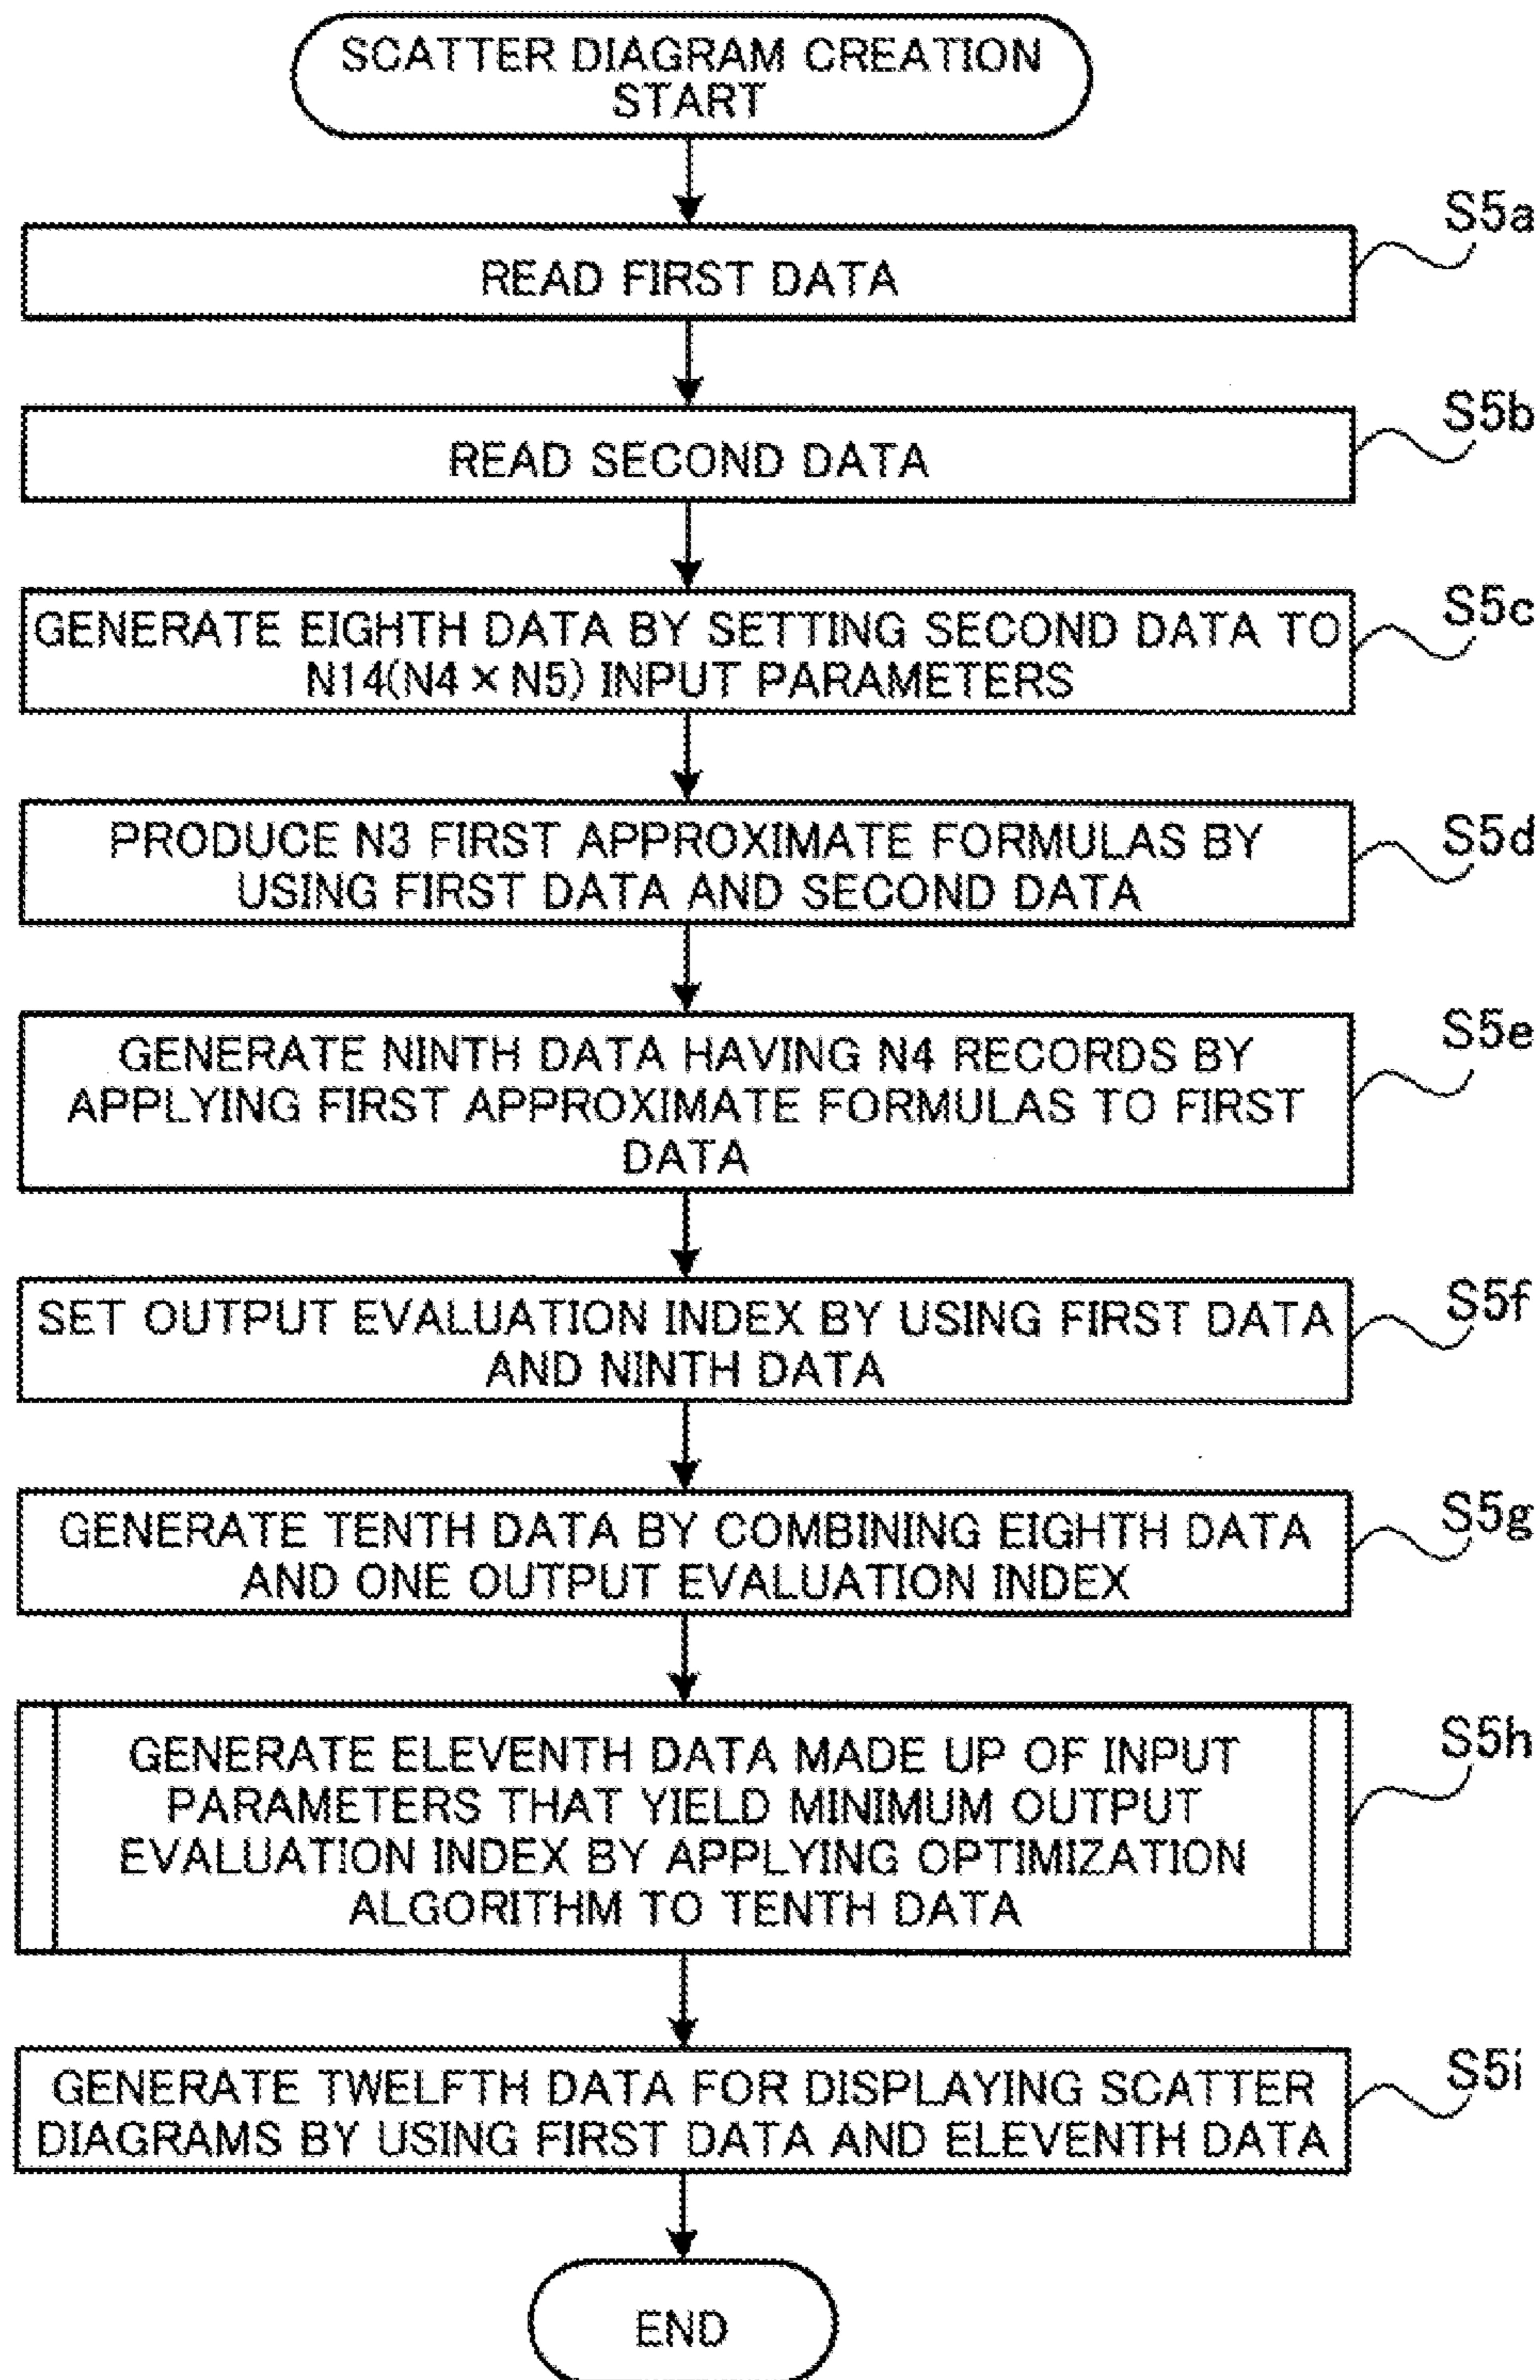 SCATTER DIAGRAM CREATION
START
S5a
READ FIRST DATA
S5b
READ SECOND DATA
S5c
GENERATE EIGHTH DATA BY SETTING SECOND DATA TO
N14(N4 × N5) INPUT PARAMETERS
S5d
PRODUCE N3 FIRST APPROXIMATE FORMULAS BY
USING FIRST DATA AND SECOND DATA
S5e
GENERATE NINTH DATA HAVING N4 RECORDS BY
APPLYING FIRST APPROXIMATE FORMULAS TO FIRST
DATA
S5f
SET OUTPUT EVALUATION INDEX BY USING FIRST DATA
AND NINTH DATA
S5g
GENERATE TENTH DATA BY COMBINING EIGHTH DATA
AND ONE OUTPUT EVALUATION INDEX
S5h
GENERATE ELEVENTH DATA MADE UP OF INPUT
PARAMETERS THAT YIELD MINIMUM OUTPUT
EVALUATION INDEX BY APPLYING OPTIMIZATION
ALGORITHM TO TENTH DATA
S5i
GENERATE TWELFTH DATA FOR DISPLAYING SCATTER
DIAGRAMS BY USING FIRST DATA AND ELEVENTH DATA
END